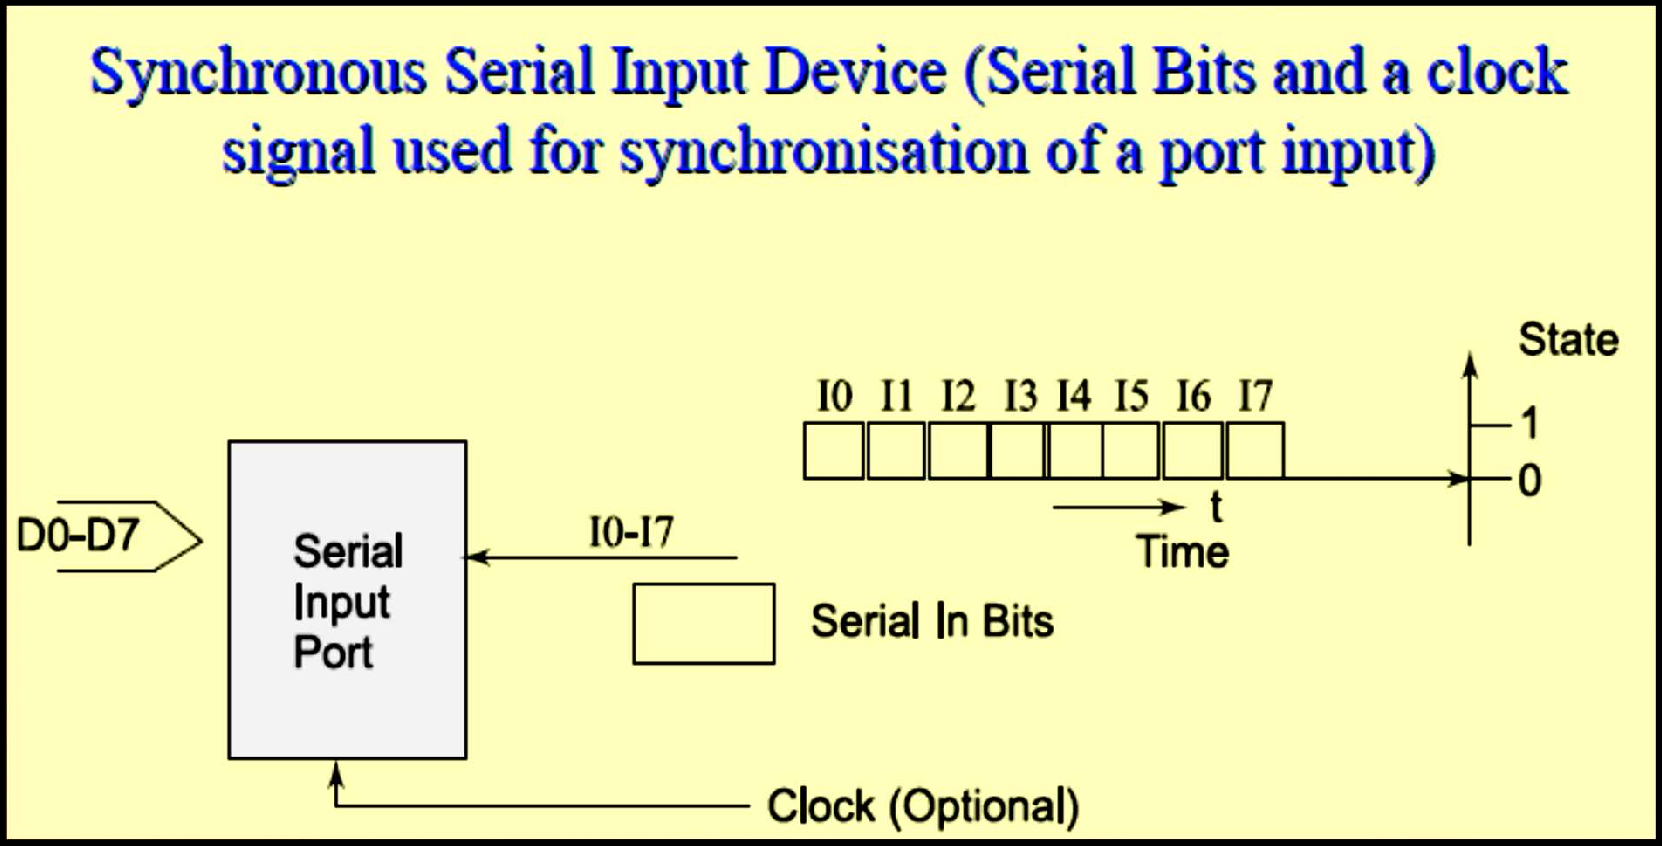 Synchronous Serial Input Device (Serial Bits and a clock
signal used for synchronisation of a port input)
State
I0 I1 I2 I3 I4 I5 I6 I7
1
0
t
Time
D0-D7
Serial
Input
Port
I0-I7
Serial In Bits
Clock (Optional)